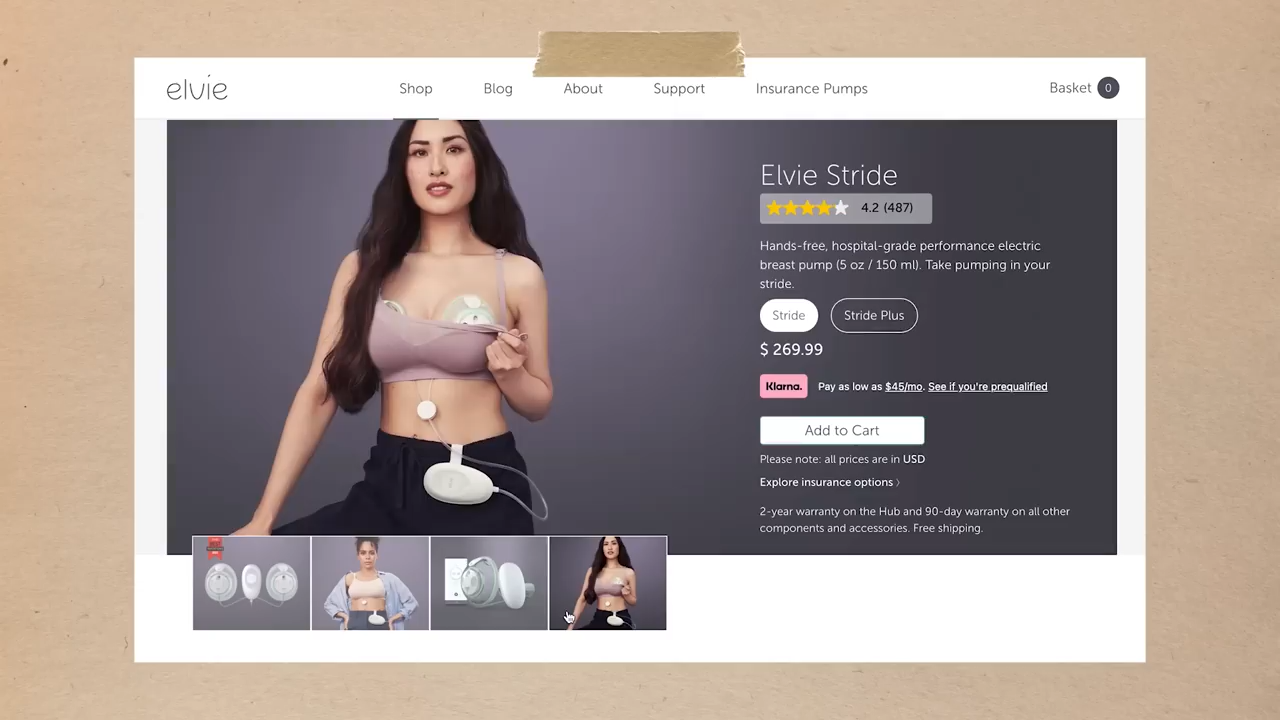 elvie
Shop
Blog
About
Support
Insurance Pumps
Basket 0
Elvie Stride
4.2 (487)
Hands-free, hospital-grade performance electric
breast pump (5 oz / 150 ml). Take pumping in your
stride.
Stride
Stride Plus
$ 269.99
Klarna. Pay as low as $45/mo. See if you're prequalified
Add to Cart
Please note: all prices are in USD
Explore insurance options 〉
2-year warranty on the Hub and 90-day warranty on all other
components and accessories. Free shipping.